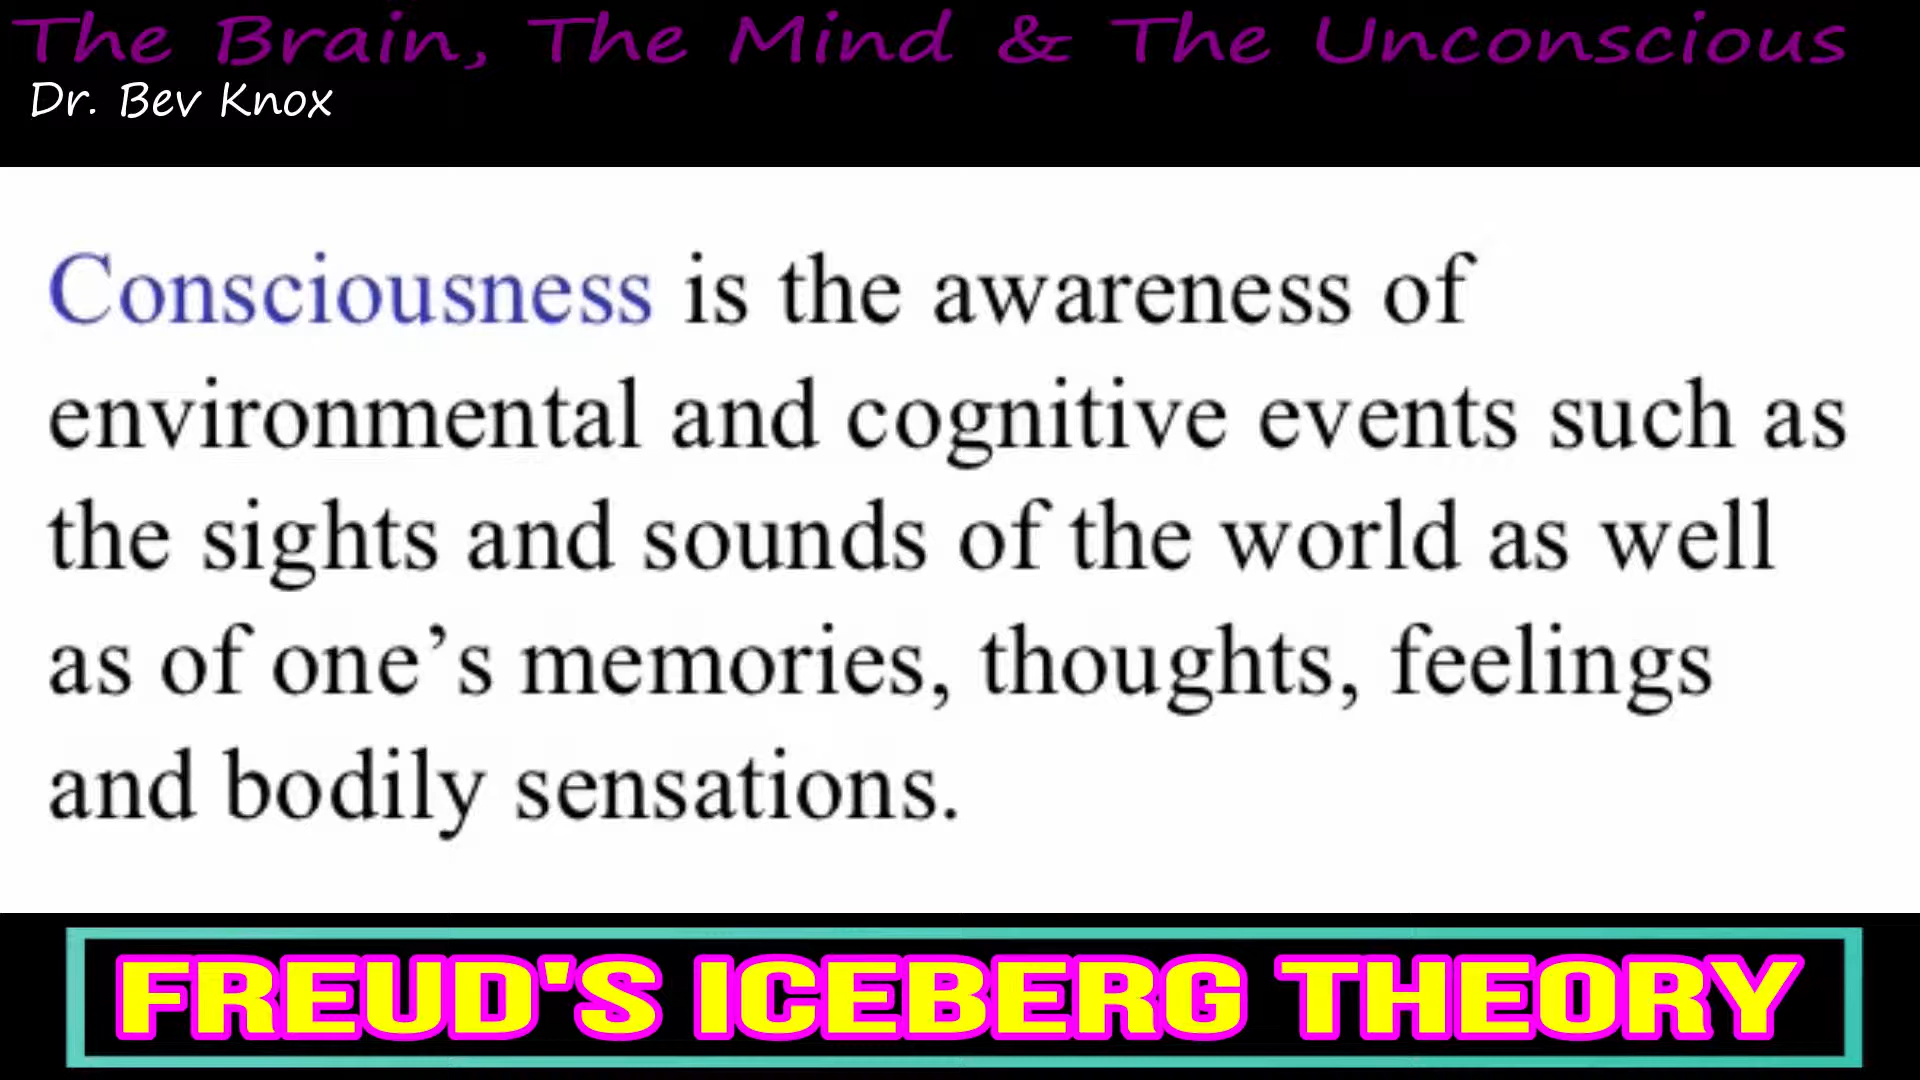 The Brain, The Mind & The Unconscious
Dr. Bev Knox
Consciousness is the awareness of
environmental and cognitive events such as
the sights and sounds of the world as well
as of one’s memories, thoughts, feelings
and bodily sensations.
FREUD'S ICEBERG THEORY